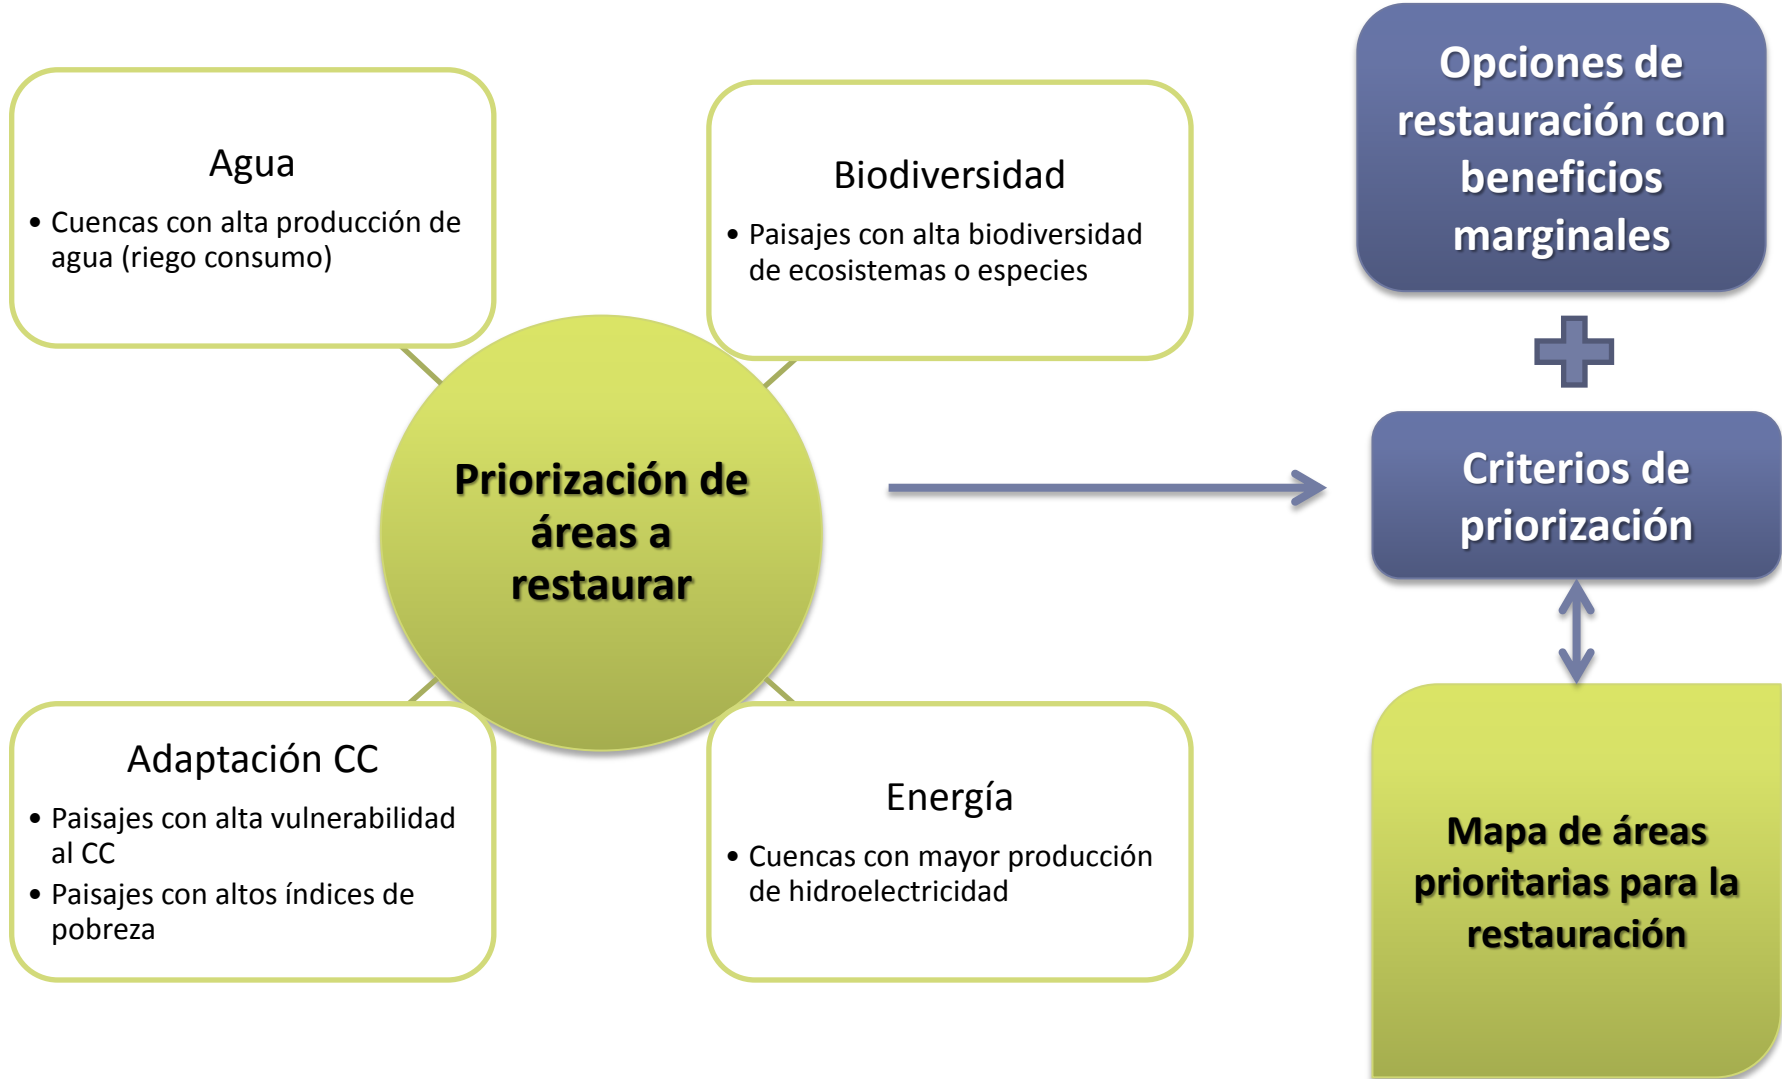 Agua
• Cuencas con alta producción de
agua (riego consumo)
Biodiversidad
• Paisajes con alta biodiversidad
de ecosistemas o especies
Priorización de
áreas a
restaurar
Adaptación CC
• Paisajes con alta vulnerabilidad
al CC
• Paisajes con altos índices de
pobreza
Energía
• Cuencas con mayor producción
de hidroelectricidad
Opciones de
restauración con
beneficios
marginales
Criterios de
priorización
Mapa de áreas
prioritarias para la
restauración